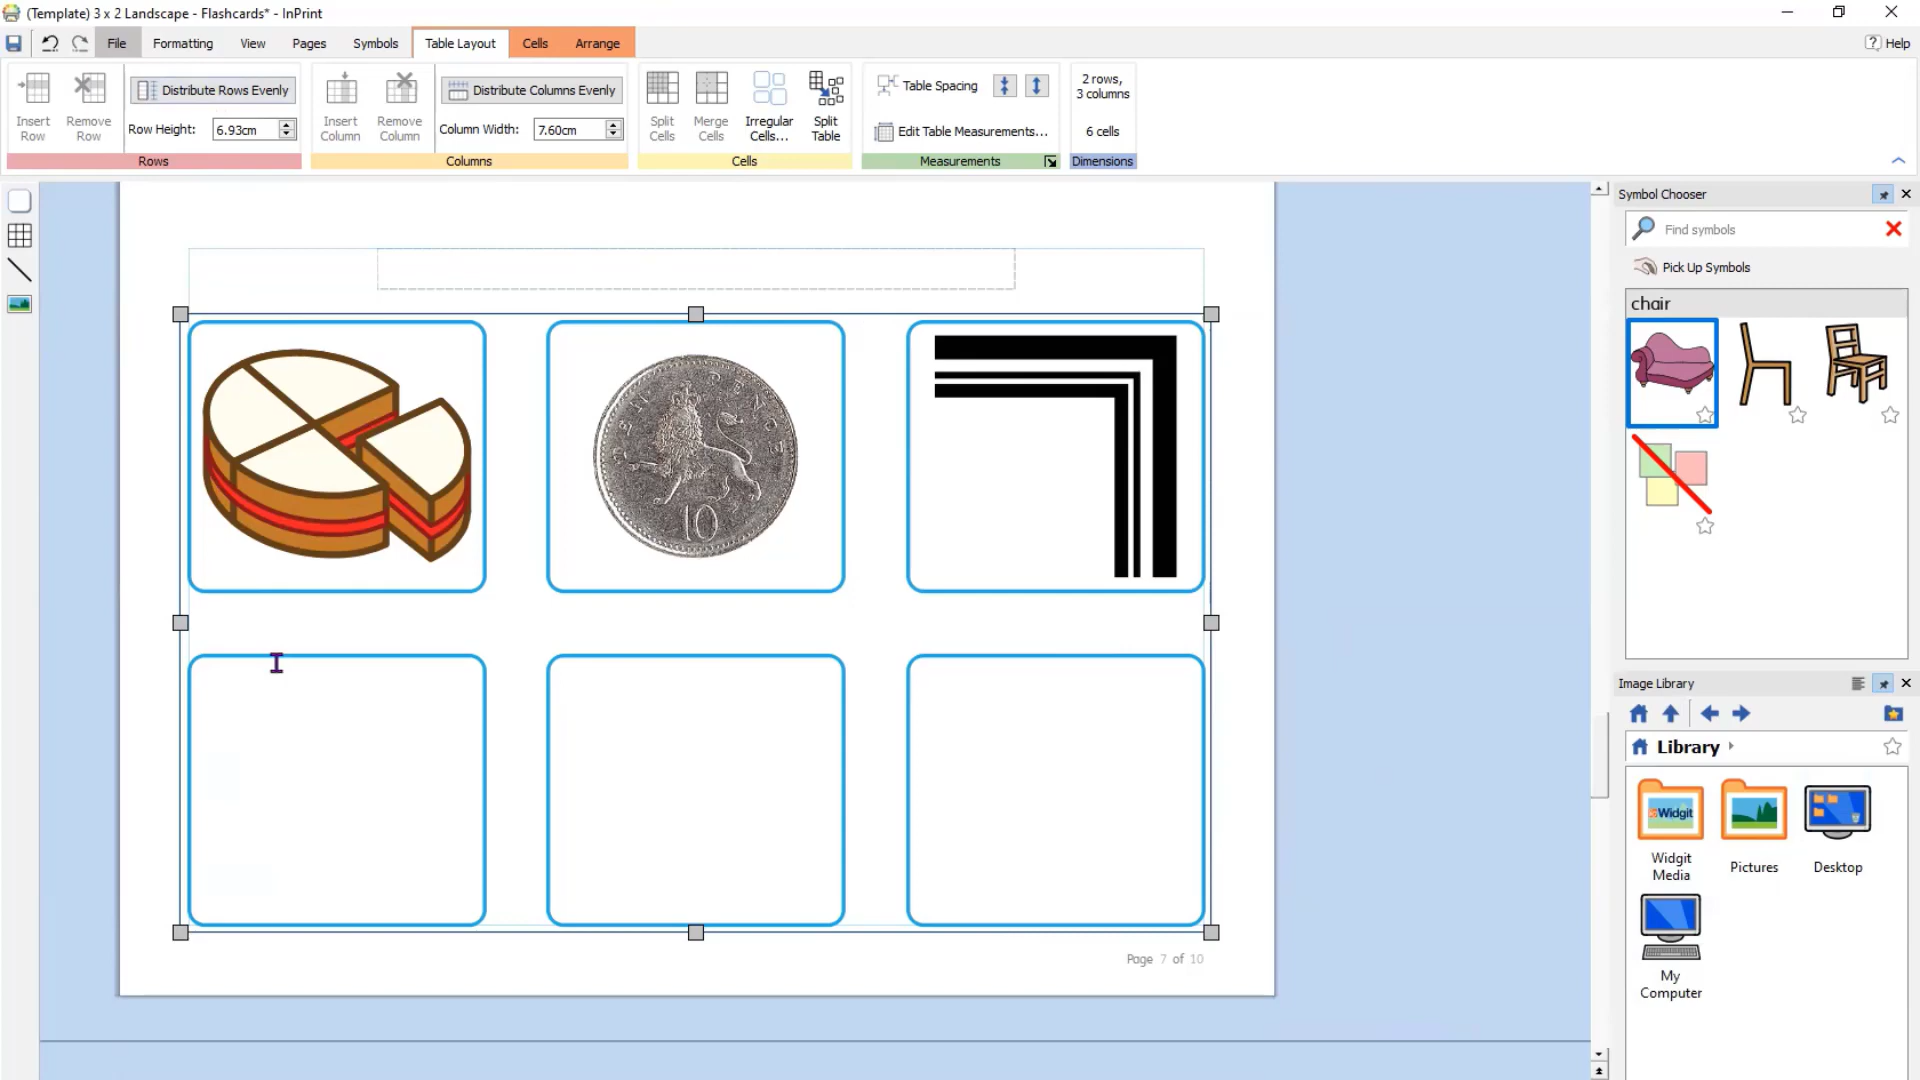 (Template) 3 x 2 Landscape - Flashcards* - InPrint
File
Formatting
View
Pages
Symbols
Table Layout
Cells
Arrange
Help
Insert
Row
Remove
Row
Distribute Rows Evenly
Row Height:
6.93cm
Rows
Insert
Column
Remove
Column
Distribute Columns Evenly
Column Width:
7.60cm
Columns
Split
Cells
Merge
Cells
Irregular
Cells...
Split
Table
Cells
Table Spacing
Edit Table Measurements...
Measurements
2 rows,
3 columns
6 cells
Dimensions
Symbol Chooser
Find symbols
Pick Up Symbols
chair
10
Image Library
Library
Widgit
Widgit
Media
Pictures
Desktop
My
Computer
Page 7 of 10